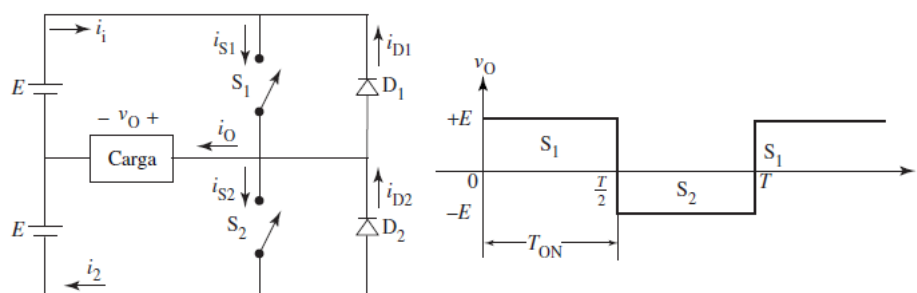 i_i
i_S1
i_D1
S_1
D_1
E
− v_O +
i_O
Carga
i_S2
i_D2
S_2
D_2
E
i_2
v_O
+E
S_1
S_1
0
T/2
S_2
T
−E
T_ON